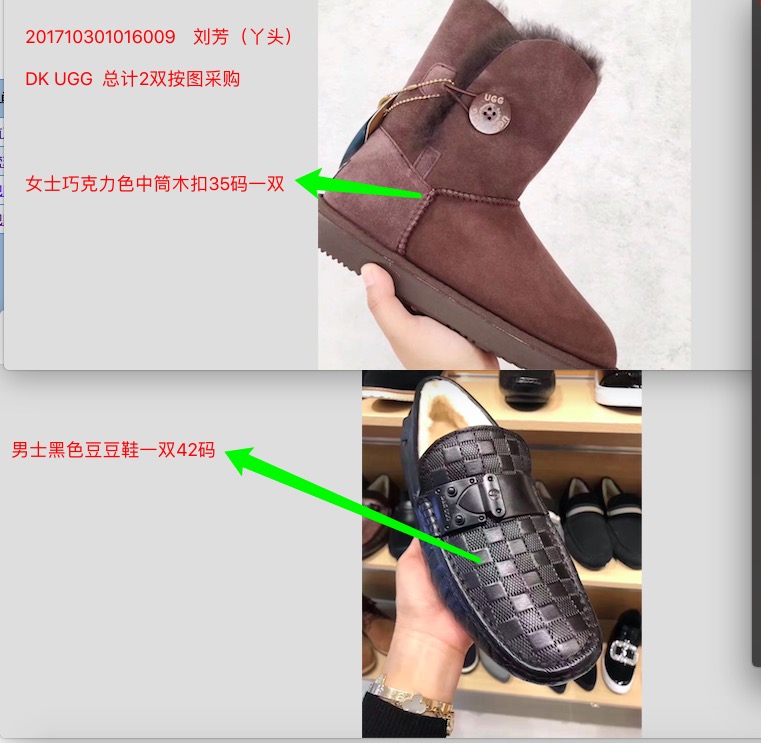 201710301016009 刘芳（丫头）
DK UGG 总计2双按图采购
UGG
女士巧克力色中筒木扣35码一双
男士黑色豆豆鞋一双42码